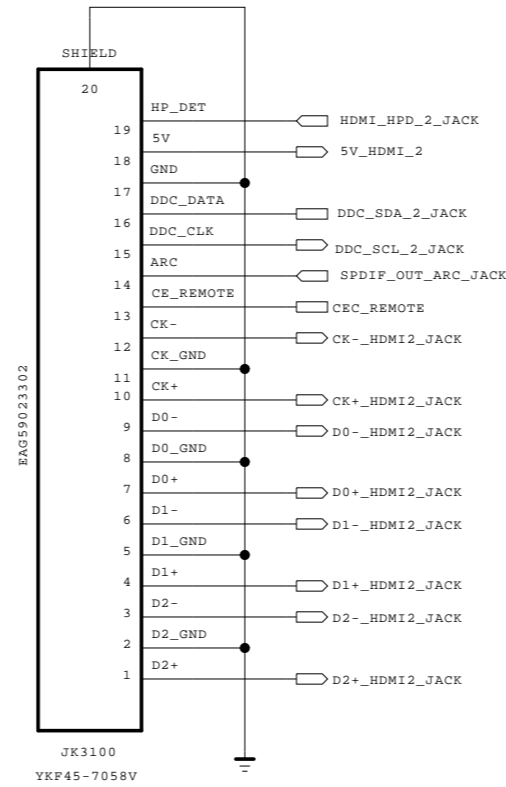 SHIELD
20
HP_DET
19
HDMI_HPD_2_JACK
5V
18
5V_HDMI_2
GND
17
DDC_DATA
16
DDC_SDA_2_JACK
DDC_CLK
15
DDC_SCL_2_JACK
ARC
14
SPDIF_OUT_ARC_JACK
CE_REMOTE
13
CEC_REMOTE
CK-
12
CK-_HDMI2_JACK
CK_GND
11
CK+
10
CK+_HDMI2_JACK
D0-
9
D0-_HDMI2_JACK
D0_GND
8
D0+
7
D0+_HDMI2_JACK
D1-
6
D1-_HDMI2_JACK
D1_GND
5
D1+
4
D1+_HDMI2_JACK
D2-
3
D2-_HDMI2_JACK
D2_GND
2
D2+
1
D2+_HDMI2_JACK
EAG59023302
JK3100
YKF45-7058V